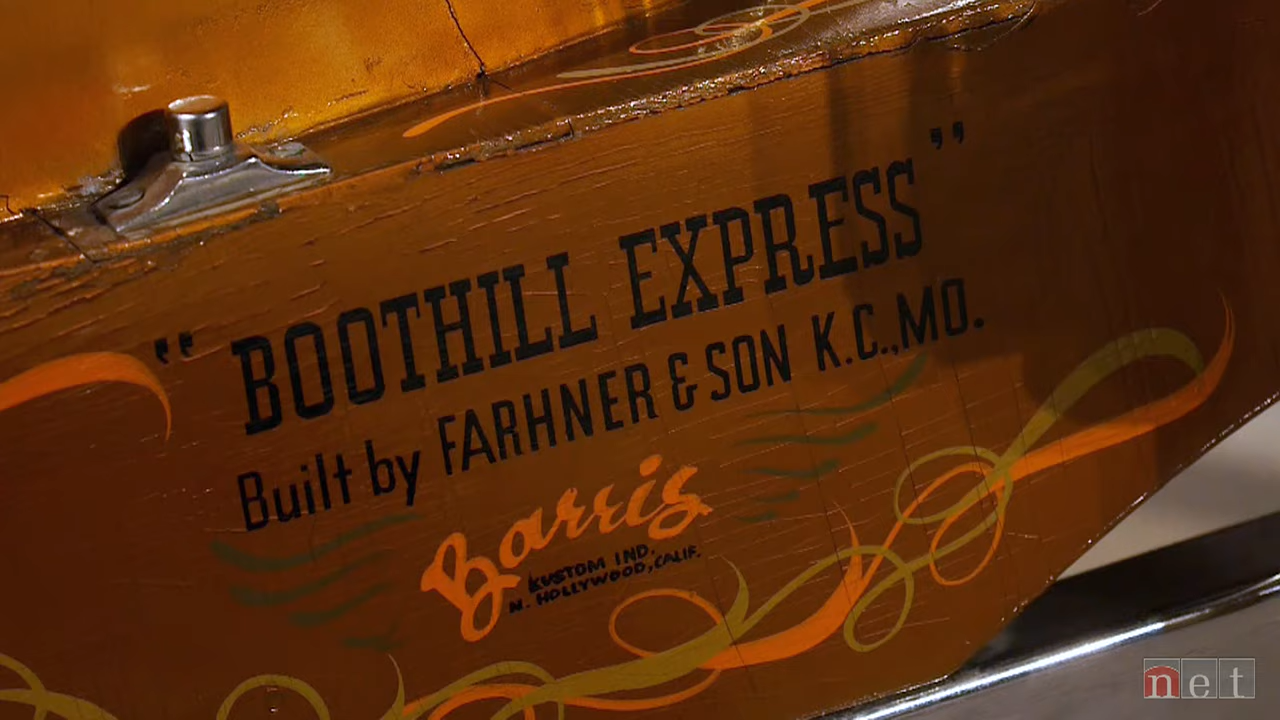 "BOOTHILL EXPRESS"
Built by FARHNER & SON K.C., MO.
Barris
KUSTOM IND.
N. HOLLYWOOD, CALIF.
net